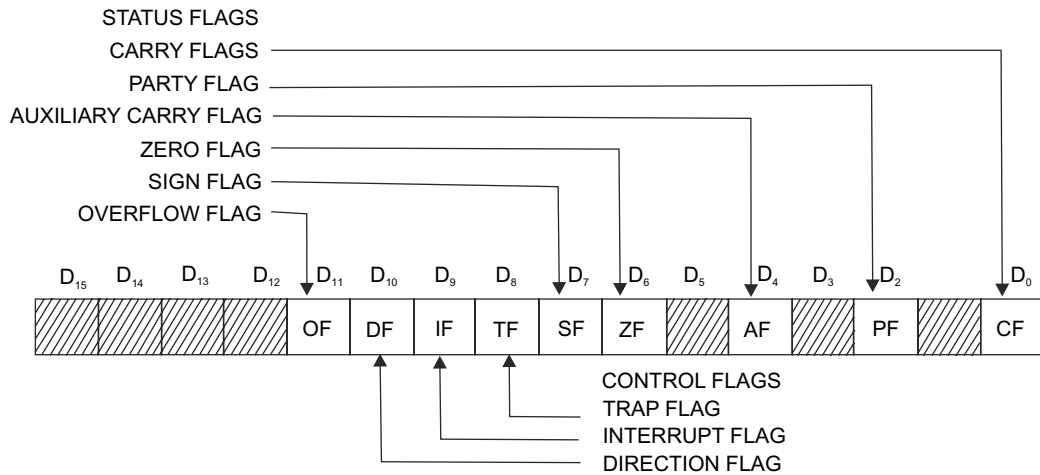 STATUS FLAGS
CARRY FLAGS
PARTY FLAG
AUXILIARY CARRY FLAG
ZERO FLAG
SIGN FLAG
OVERFLOW FLAG
D15 D14 D13 D12 D11 D10 D9 D8 D7 D6 D5 D4 D3 D2 D0
OF DF IF TF SF ZF AF PF CF
CONTROL FLAGS
TRAP FLAG
INTERRUPT FLAG
DIRECTION FLAG